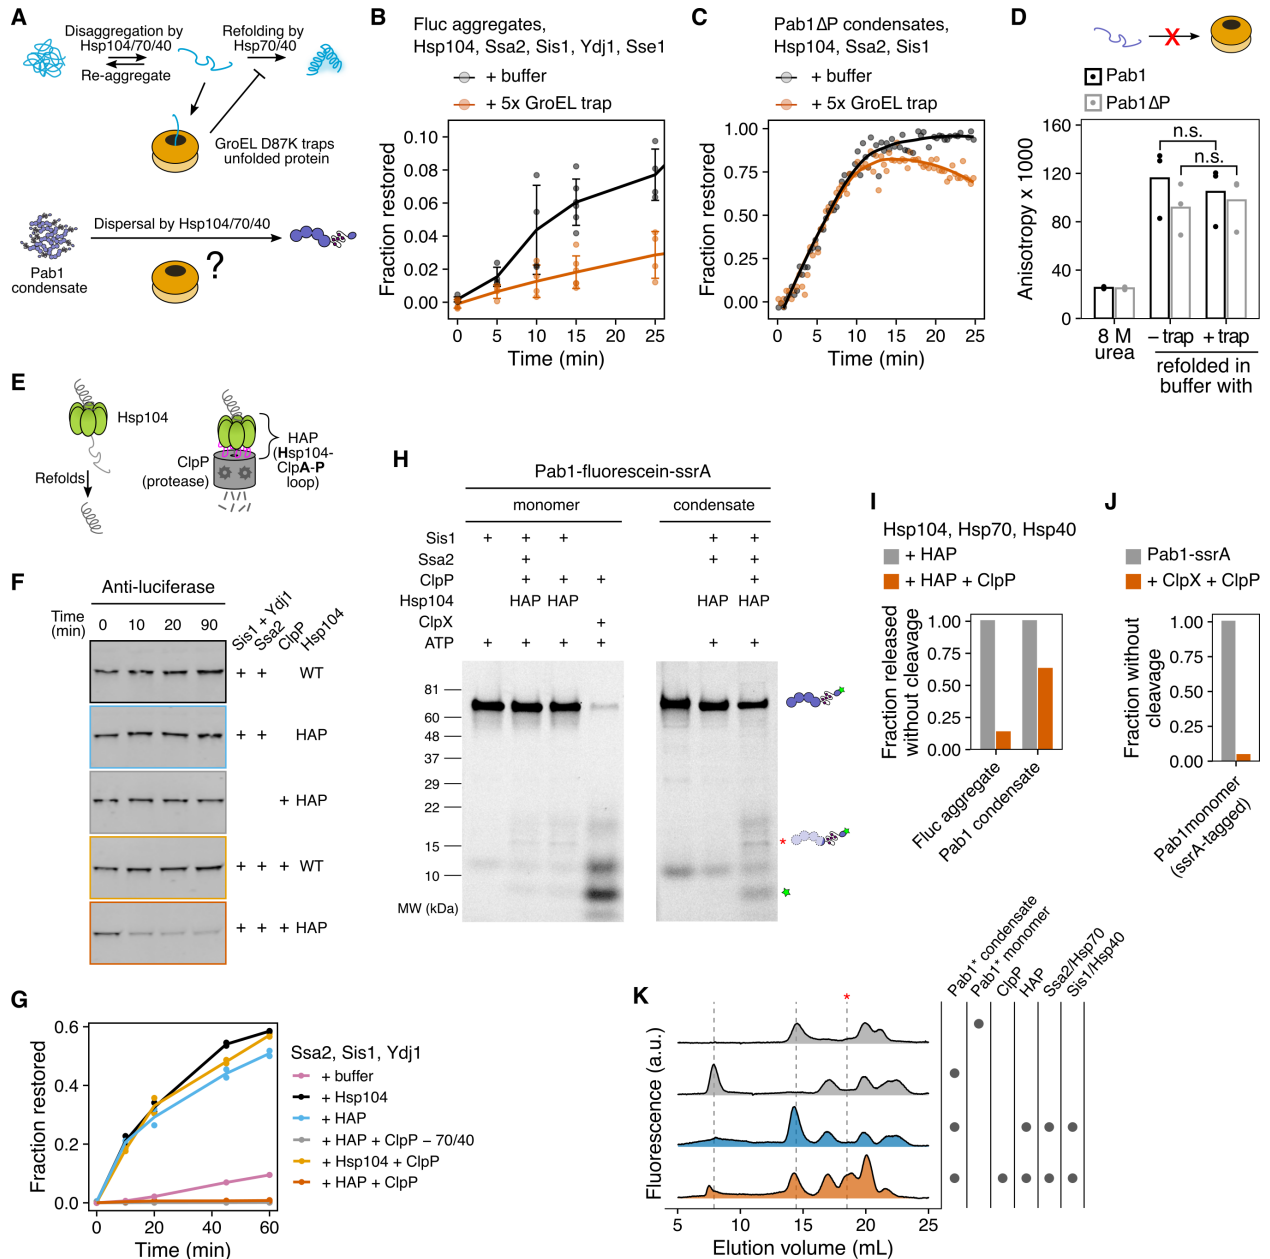 A
Disaggregation by
Hsp104/70/40
Re-aggregate
Refolding by
Hsp70/40
GroEL D87K traps
unfolded protein
Dispersal by Hsp104/70/40
Pab1
condensate
?
B
Fluc aggregates,
Hsp104, Ssa2, Sis1, Ydj1, Sse1
+ buffer
+ 5x GroEL trap
Fraction restored
0.10
0.08
0.06
0.04
0.02
0.00
0 5 10 15 20 25
Time (min)
C
Pab1ΔP condensates,
Hsp104, Ssa2, Sis1
+ buffer
+ 5x GroEL trap
Fraction restored
1.00
0.75
0.50
0.25
0.00
0 5 10 15 20 25
Time (min)
D
X
Pab1
Pab1ΔP
Anisotropy x 1000
160
120
80
40
0
n.s.
n.s.
8 M
urea
– trap + trap
refolded in
buffer with
E
Hsp104
Refolds
ClpP
(protease)
HAP
(Hsp104-
ClpA-P
loop)
F
Anti-luciferase
Time
(min)
0 10 20 90
Sis1 + Ydj1
Ssa2
ClpP
Hsp104
+ + WT
+ + HAP
+ HAP
+ + + WT
+ + + HAP
G
Fraction restored
0.6
0.4
0.2
0.0
0 20 40 60
Time (min)
Ssa2, Sis1, Ydj1
+ buffer
+ Hsp104
+ HAP
+ HAP + ClpP – 70/40
+ Hsp104 + ClpP
+ HAP + ClpP
H
Pab1-fluorescein-ssrA
monomer condensate
Sis1 + + + + +
Ssa2 + + +
ClpP + + + +
Hsp104 HAP HAP HAP HAP
ClpX +
ATP + + + + + +
81
60
48
37
29
22
15
10
MW (kDa)
*
I
Hsp104, Hsp70, Hsp40
+ HAP
+ HAP + ClpP
Fraction released
without cleavage
1.00
0.75
0.50
0.25
0.00
Fluc aggregate
Pab1 condensate
J
Pab1-ssrA
+ ClpX + ClpP
Fraction without
cleavage
1.00
0.75
0.50
0.25
0.00
Pab1monomer
(ssrA-tagged)
K
*
Fluorescence (a.u.)
5 10 15 20 25
Elution volume (mL)
Pab1* condensate
Pab1* monomer
ClpP
HAP
Ssa2/Hsp70
Sis1/Hsp40